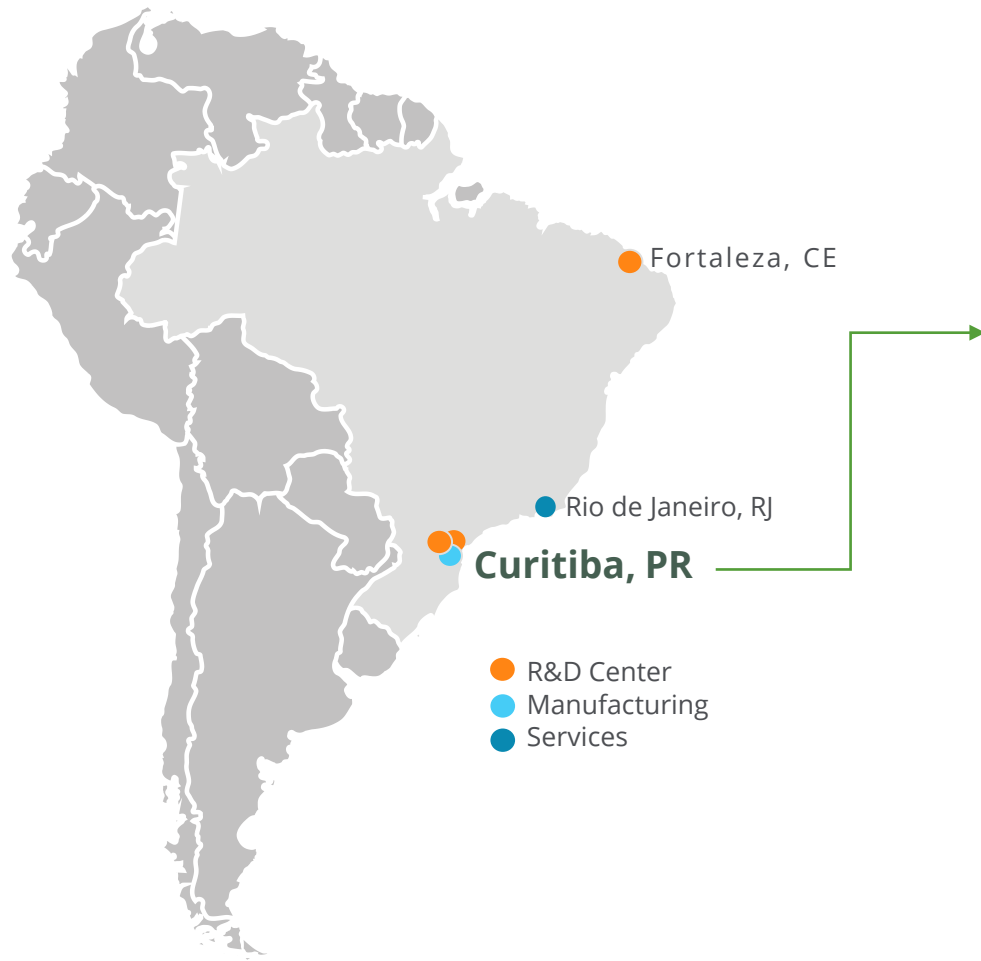 Fortaleza, CE
Rio de Janeiro, RJ
Curitiba, PR
R&D Center
Manufacturing
Services